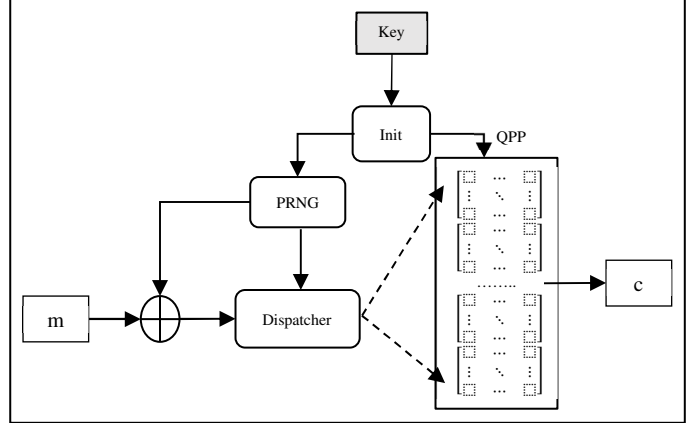 Key
Init
QPP
PRNG
m
Dispatcher
c